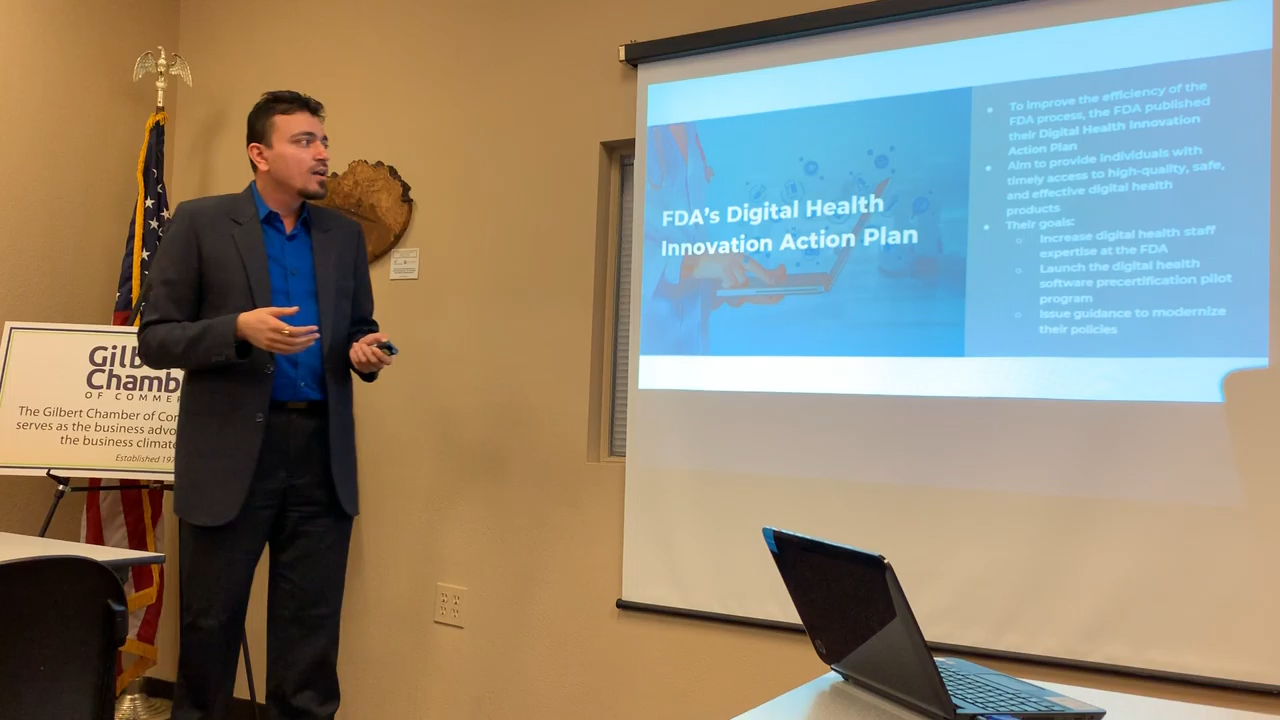 Gilb
Chamb
OF COMMER
The Gilbert Chamber of Con
serves as the business advo
the business climate
Established 197
FDA's Digital Health
Innovation Action Plan
To improve the efficiency of the
FDA process, the FDA published
their Digital Health Innovation
Action Plan
Aim to provide individuals with
timely access to high-quality, safe,
and effective digital health
products
Their goals:
Increase digital health staff
expertise at the FDA
Launch the digital health
software precertification pilot
program
Issue guidance to modernize
their policies